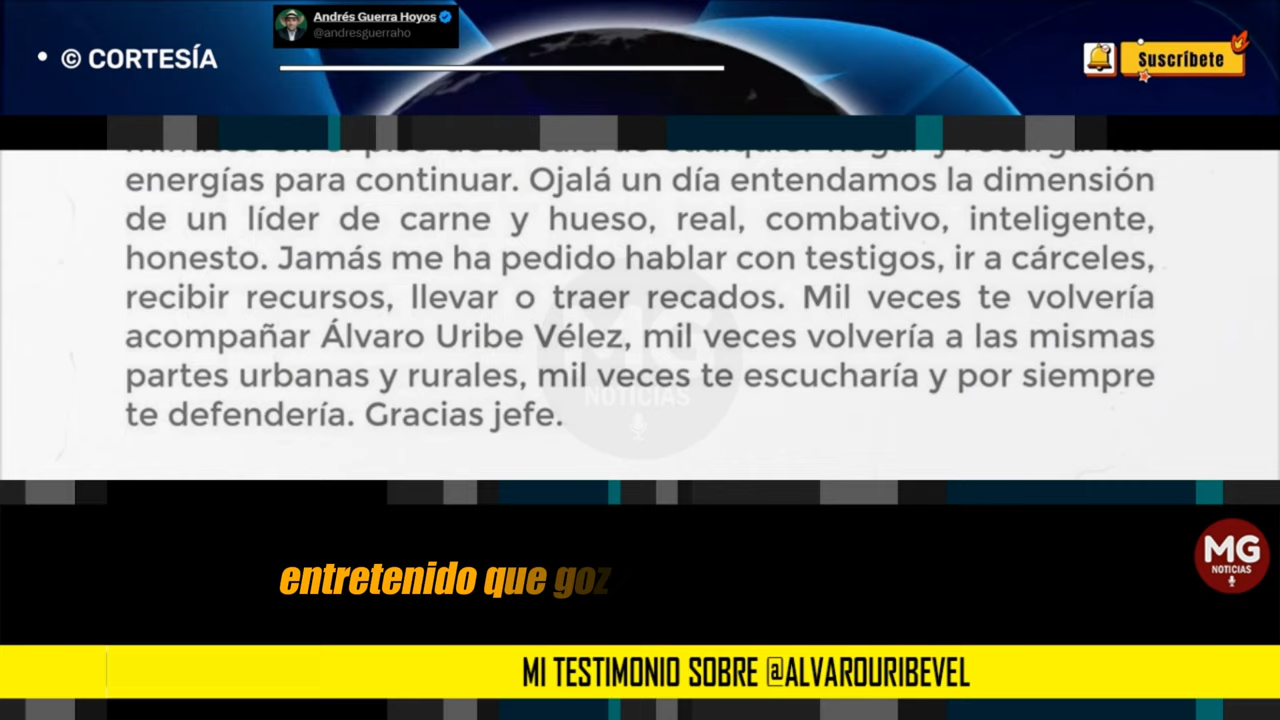 Andrés Guerra Hoyos
@andresguerraho
• © CORTESÍA
Suscríbete
energías para continuar. Ojalá un día entendamos la dimensión
de un líder de carne y hueso, real, combativo, inteligente,
honesto. Jamás me ha pedido hablar con testigos, ir a cárceles,
recibir recursos, llevar o traer recados. Mil veces te volvería
acompañar Álvaro Uribe Vélez, mil veces volvería a las mismas
partes urbanas y rurales, mil veces te escucharía y por siempre
te defendería. Gracias jefe.
MG
NOTICIAS
entretenido que goz
MG
NOTICIAS
MI TESTIMONIO SOBRE @ALVAROURIBEVEL